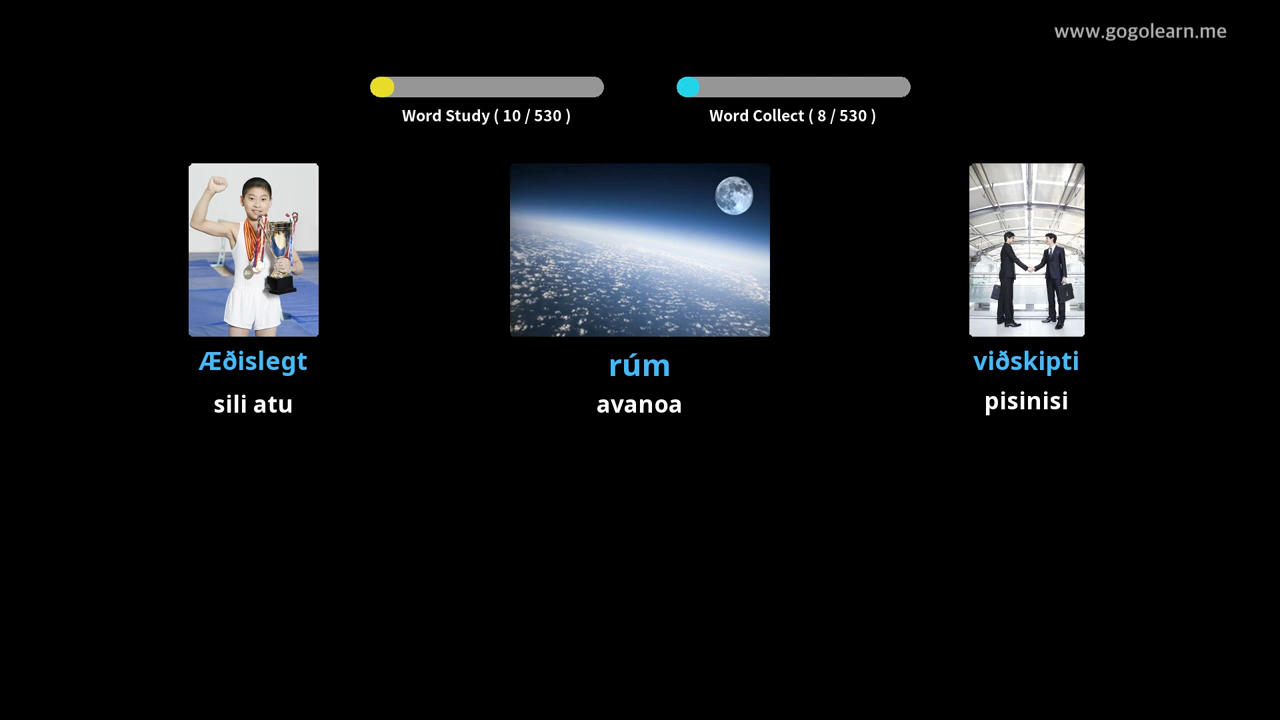 www.gogolearn.me
Word Study ( 10 / 530 )
Word Collect ( 8 / 530 )
Æðislegt
sili atu
rúm
avanoa
viðskipti
pisinisi